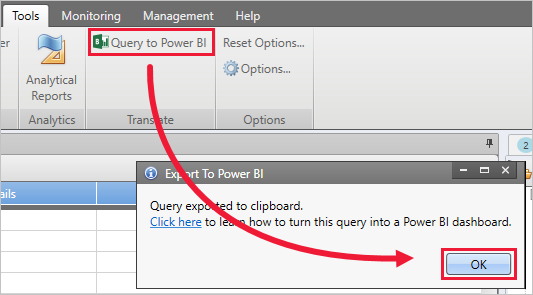 Tools Monitoring Management Help
er
Query to Power BI Reset Options...
Analytical
Reports
Options...
Analytics Translate Options
2
ails
Export To Power BI
Query exported to clipboard.
Click here to learn how to turn this query into a Power BI dashboard.
OK